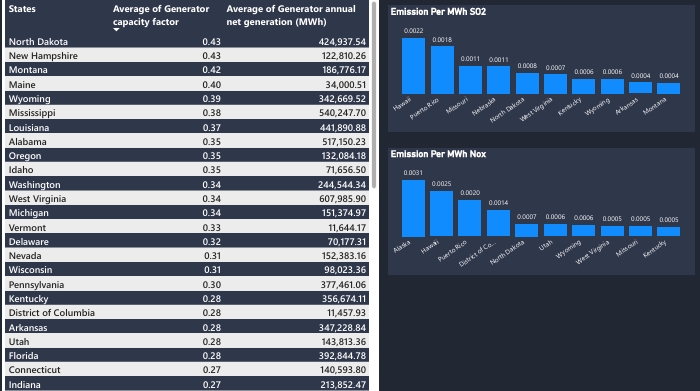 States Average of Generator capacity factor Average of Generator annual net generation (MWh)
North Dakota 0.43 424,937.54
New Hampshire 0.43 122,810.26
Montana 0.42 186,776.17
Maine 0.40 34,000.51
Wyoming 0.39 342,669.52
Mississippi 0.38 540,247.70
Louisiana 0.37 441,890.88
Alabama 0.35 517,150.23
Oregon 0.35 132,084.18
Idaho 0.35 71,656.50
Washington 0.34 244,544.34
West Virginia 0.34 607,985.90
Michigan 0.34 151,374.97
Vermont 0.33 11,644.17
Delaware 0.32 70,177.31
Nevada 0.31 152,383.16
Wisconsin 0.31 98,023.36
Pennsylvania 0.30 377,461.06
Kentucky 0.28 356,674.11
District of Columbia 0.28 11,457.93
Arkansas 0.28 347,228.84
Utah 0.28 143,813.36
Florida 0.28 392,844.78
Connecticut 0.27 140,593.80
Indiana 0.27 213,852.47
Emission Per MWh SO2
0.0022 0.0018 0.0011 0.0011 0.0008 0.0007 0.0006 0.0006 0.0004 0.0004
Hawaii Puerto Rico Missouri Nebraska North Dakota West Virginia Kentucky Wyoming Arkansas Montana
Emission Per MWh Nox
0.0031 0.0025 0.0020 0.0014 0.0007 0.0006 0.0006 0.0005 0.0005 0.0005
Alaska Hawaii Puerto Rico District of Co... North Dakota Utah Wyoming West Virginia Missouri Kentucky